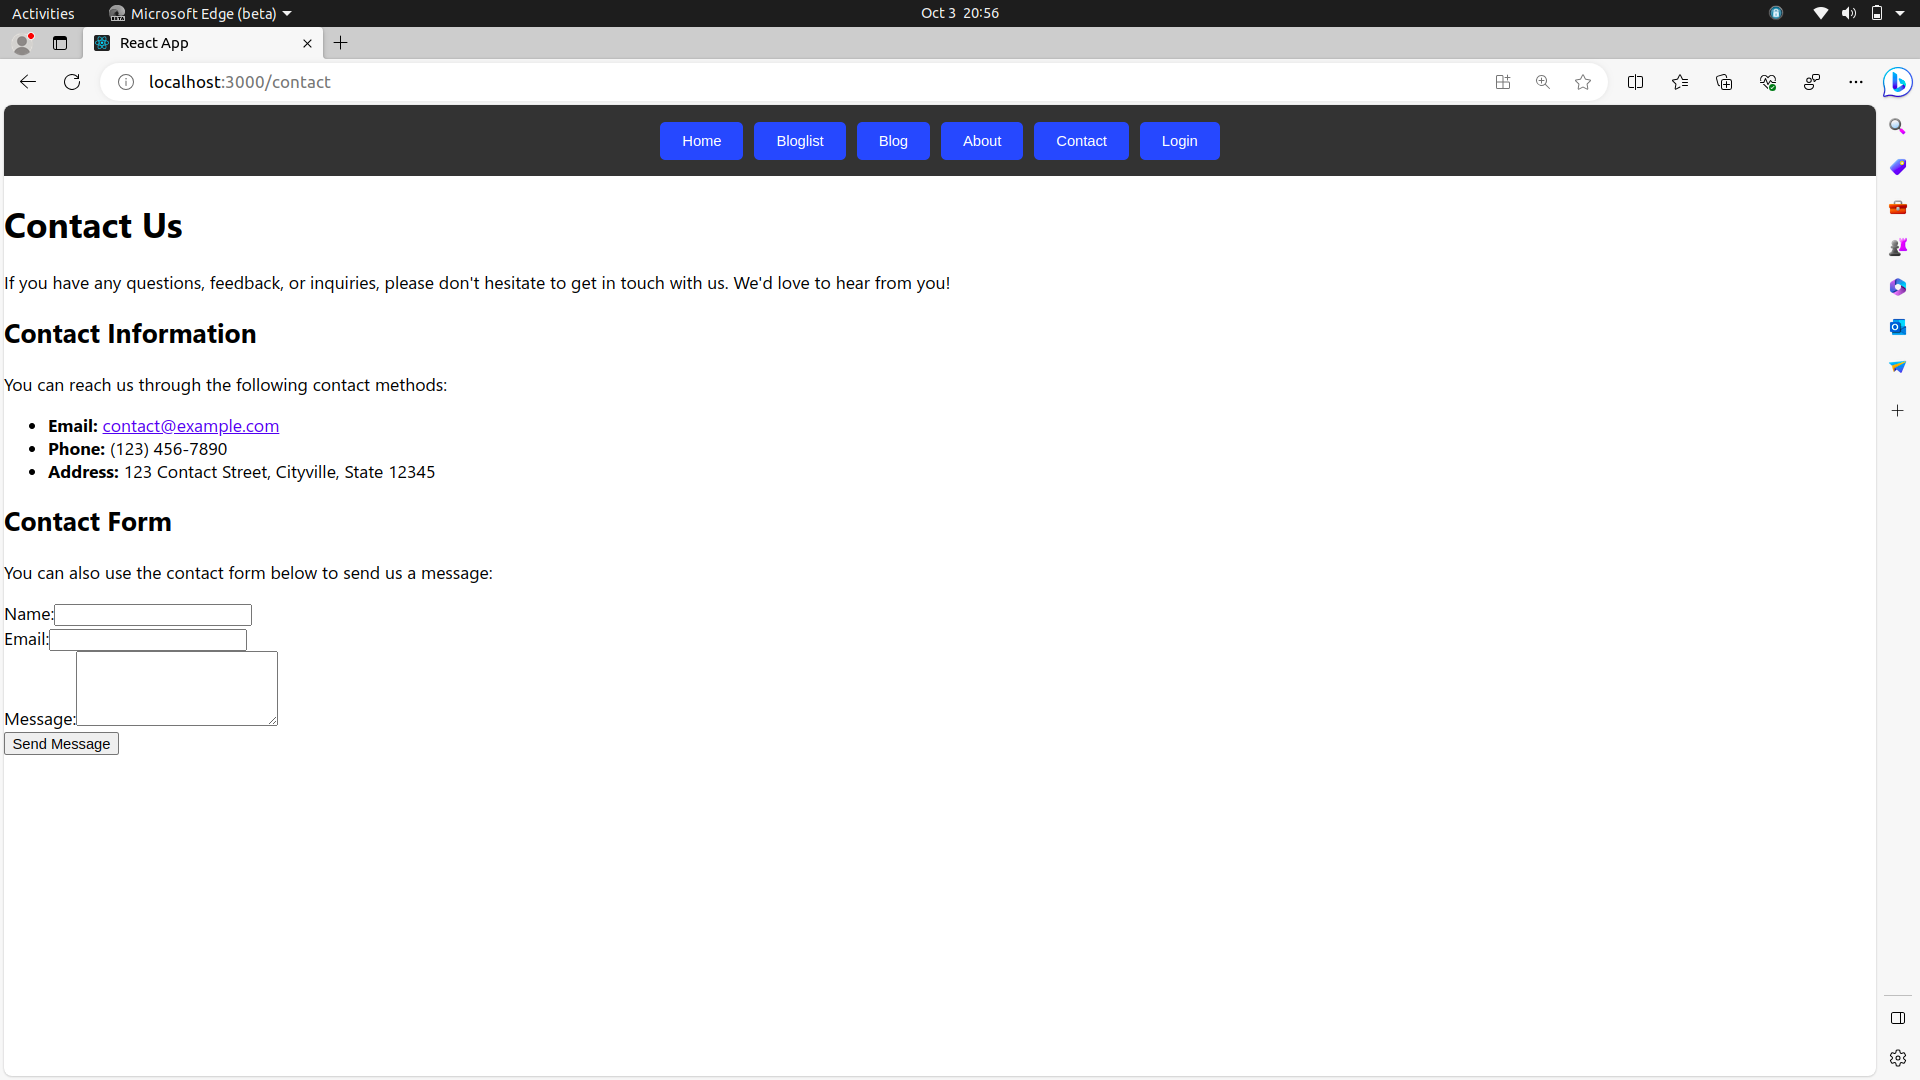 Activities Microsoft Edge (beta) Oct 3 20:56
React App
localhost:3000/contact
Home Bloglist Blog About Contact Login
Contact Us
If you have any questions, feedback, or inquiries, please don't hesitate to get in touch with us. We'd love to hear from you!
Contact Information
You can reach us through the following contact methods:
Email: contact@example.com
Phone: (123) 456-7890
Address: 123 Contact Street, Cityville, State 12345
Contact Form
You can also use the contact form below to send us a message:
Name:
Email:
Message:
Send Message